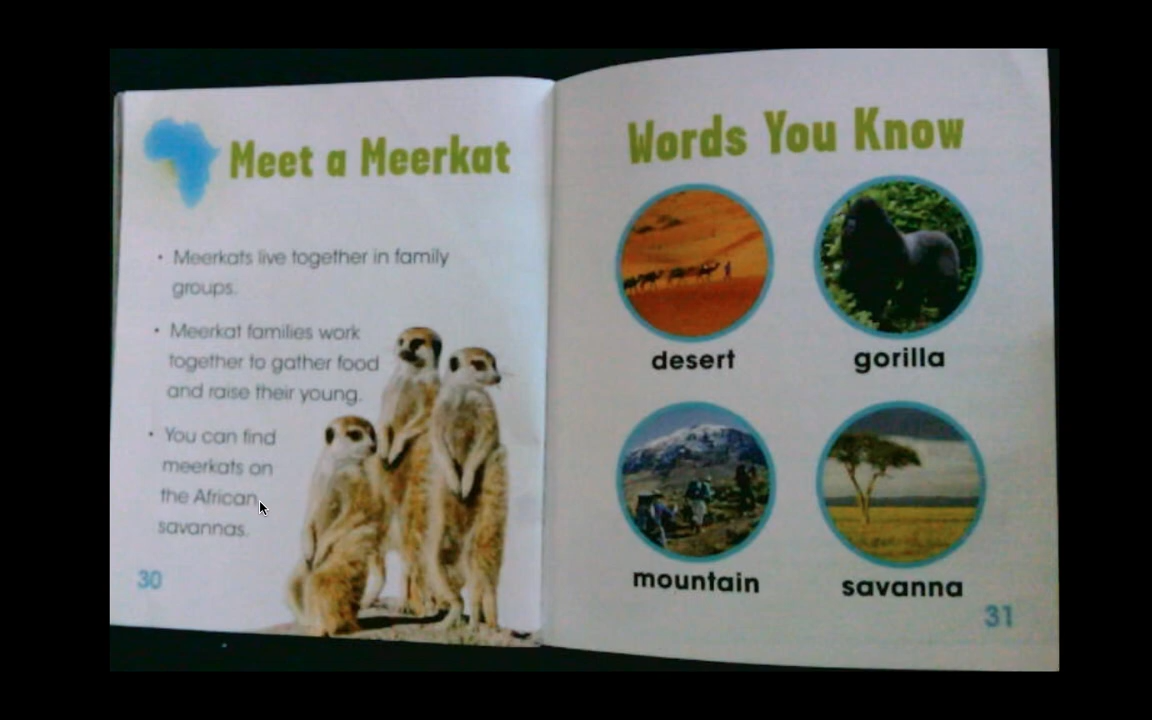 Meet a Meerkat
• Meerkats live together in family
groups.
• Meerkat families work
together to gather food
and raise their young.
• You can find
meerkats on
the African
savannas.
30
Words You Know
desert
gorilla
mountain
savanna
31